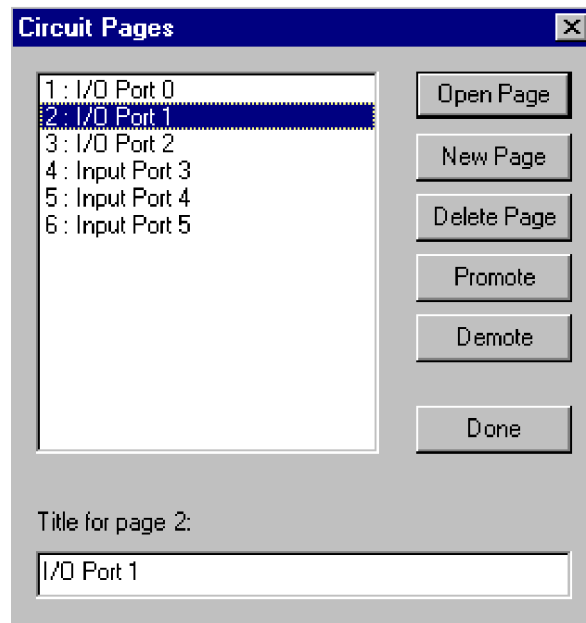 Circuit Pages
1 : I/O Port 0
2 : I/O Port 1
3 : I/O Port 2
4 : Input Port 3
5 : Input Port 4
6 : Input Port 5
Open Page
New Page
Delete Page
Promote
Demote
Done
Title for page 2:
I/O Port 1